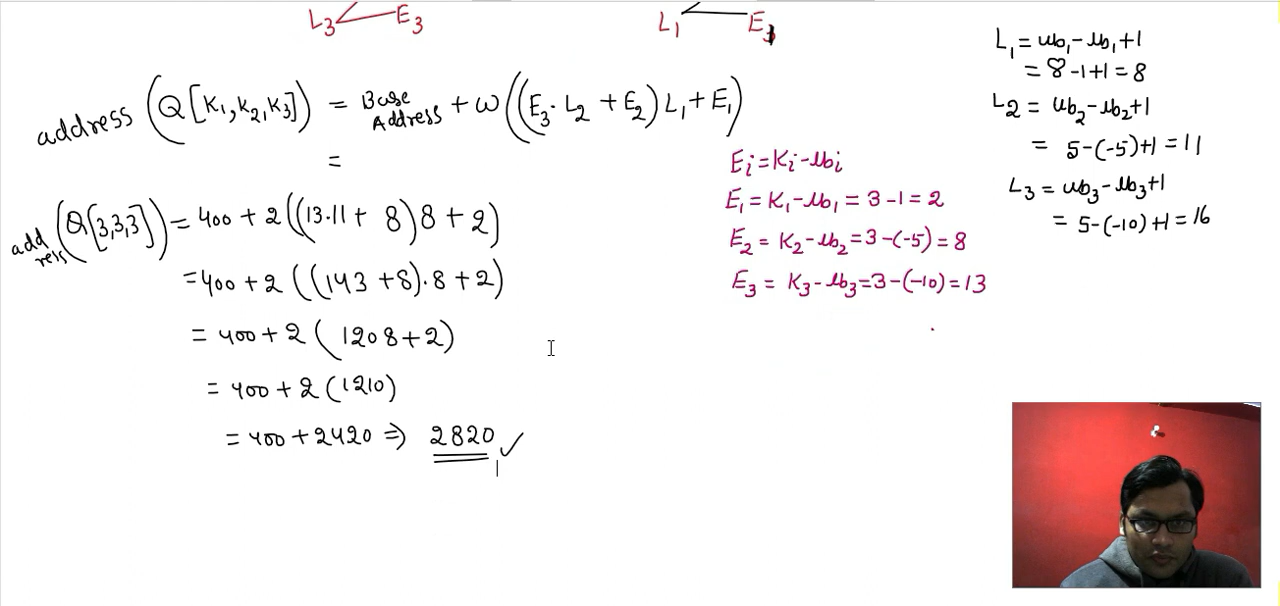 L3 E3
L1 E3
address (Q[K1, K2, K3]) = Base Address + W((E3. L2 + E2) L1 + E1)
=
address (Q[3,3,3]) = 400 + 2((13.11 + 8) 8 + 2)
= 400 + 2 ((143 + 8). 8 + 2)
= 400 + 2 (1208 + 2)
= 400 + 2 (1210)
= 400 + 2420 ⇒ 2820 ✓
Ei = Ki - lbi
E1 = K1 - lb1 = 3 - 1 = 2
E2 = K2 - lb2 = 3 - (-5) = 8
E3 = K3 - lb3 = 3 - (-10) = 13
L1 = ub1 - lb1 + 1
= 8 - 1 + 1 = 8
L2 = ub2 - lb2 + 1
= 5 - (-5) + 1 = 11
L3 = ub3 - lb3 + 1
= 5 - (-10) + 1 = 16